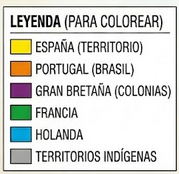 LEYENDA (PARA COLOREAR)
ESPAÑA (TERRITORIO)
PORTUGAL (BRASIL)
GRAN BRETAÑA (COLONIAS)
FRANCIA
HOLANDA
TERRITORIOS INDÍGENAS